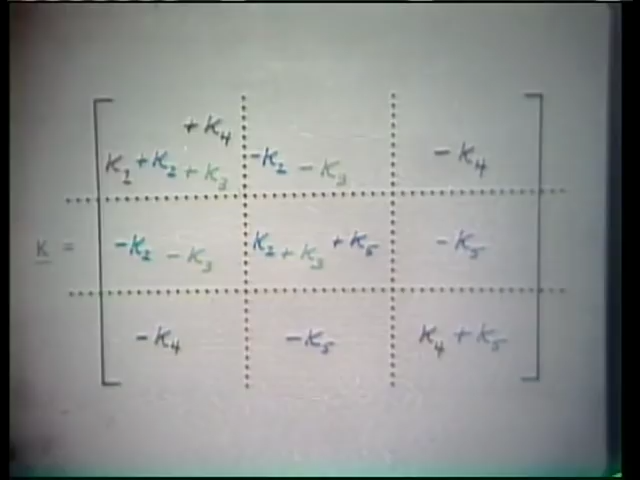 +K₄
K₁ +K₂ +K₃ -K₂ -K₃ -K₄
K = -K₂ -K₃ K₂ +K₃ +K₅ -K₅
-K₄ -K₅ K₄ +K₅